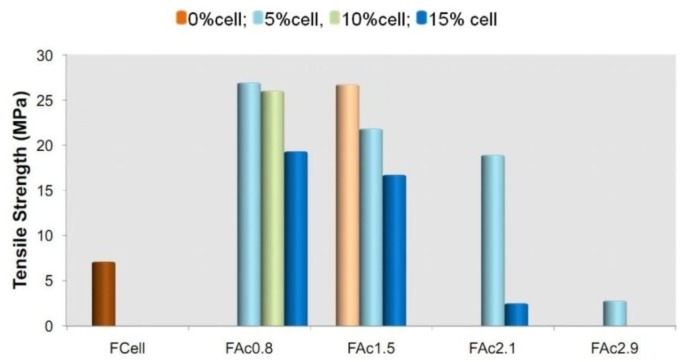 0%cell; 5%cell, 10%cell; 15% cell
Tensile Strength (MPa)
30
25
20
15
10
5
0
FCell FAc0.8 FAc1.5 FAc2.1 FAc2.9